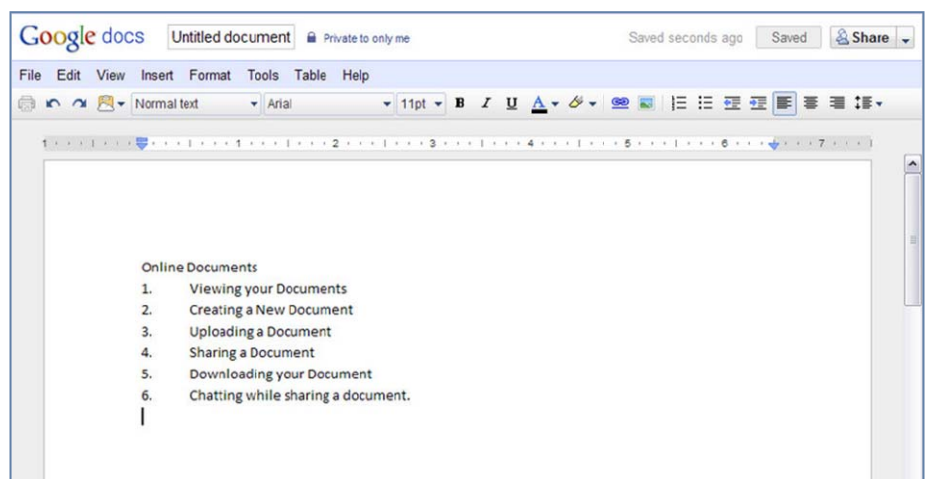 Google docs Untitled document Private to only me Saved seconds ago Saved Share
File Edit View Insert Format Tools Table Help
Normal text Arial 11pt B I U A
1 1 2 3 4 5 6 7
Online Documents
1. Viewing your Documents
2. Creating a New Document
3. Uploading a Document
4. Sharing a Document
5. Downloading your Document
6. Chatting while sharing a document.